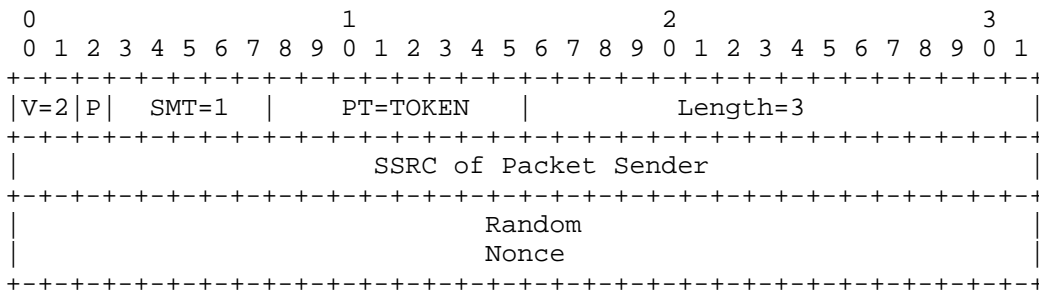 0                   1                   2                   3
 0 1 2 3 4 5 6 7 8 9 0 1 2 3 4 5 6 7 8 9 0 1 2 3 4 5 6 7 8 9 0 1
+-+-+-+-+-+-+-+-+-+-+-+-+-+-+-+-+-+-+-+-+-+-+-+-+-+-+-+-+-+-+-+-+
|V=2|P|  SMT=1  |    PT=TOKEN   |         Length=3              |
+-+-+-+-+-+-+-+-+-+-+-+-+-+-+-+-+-+-+-+-+-+-+-+-+-+-+-+-+-+-+-+-+
|                      SSRC of Packet Sender                    |
+-+-+-+-+-+-+-+-+-+-+-+-+-+-+-+-+-+-+-+-+-+-+-+-+-+-+-+-+-+-+-+-+
|                             Random                            |
|                             Nonce                             |
+-+-+-+-+-+-+-+-+-+-+-+-+-+-+-+-+-+-+-+-+-+-+-+-+-+-+-+-+-+-+-+-+